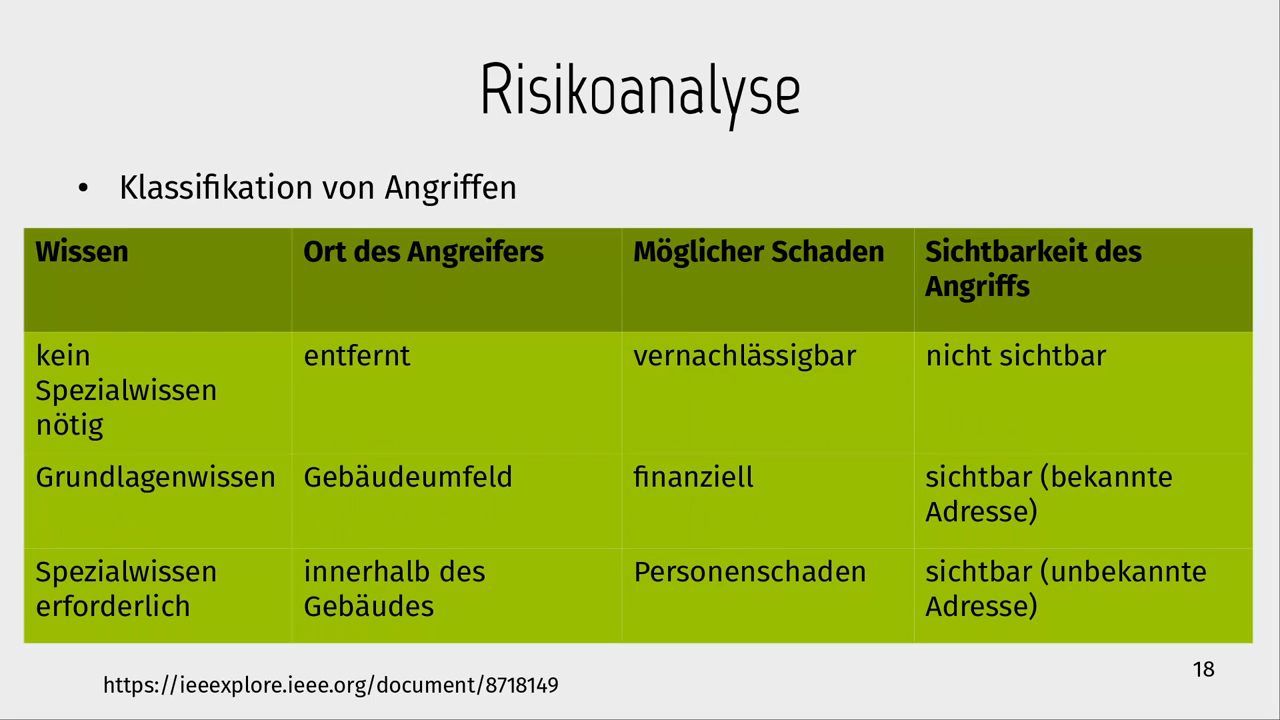 Risikoanalyse
• Klassifikation von Angriffen
Wissen
Ort des Angreifers
Möglicher Schaden
Sichtbarkeit des
Angriffs
kein
Spezialwissen
nötig
entfernt
vernachlässigbar
nicht sichtbar
Grundlagenwissen
Gebäudeumfeld
finanziell
sichtbar (bekannte
Adresse)
Spezialwissen
erforderlich
innerhalb des
Gebäudes
Personenschaden
sichtbar (unbekannte
Adresse)
18
https://ieeexplore.ieee.org/document/8718149